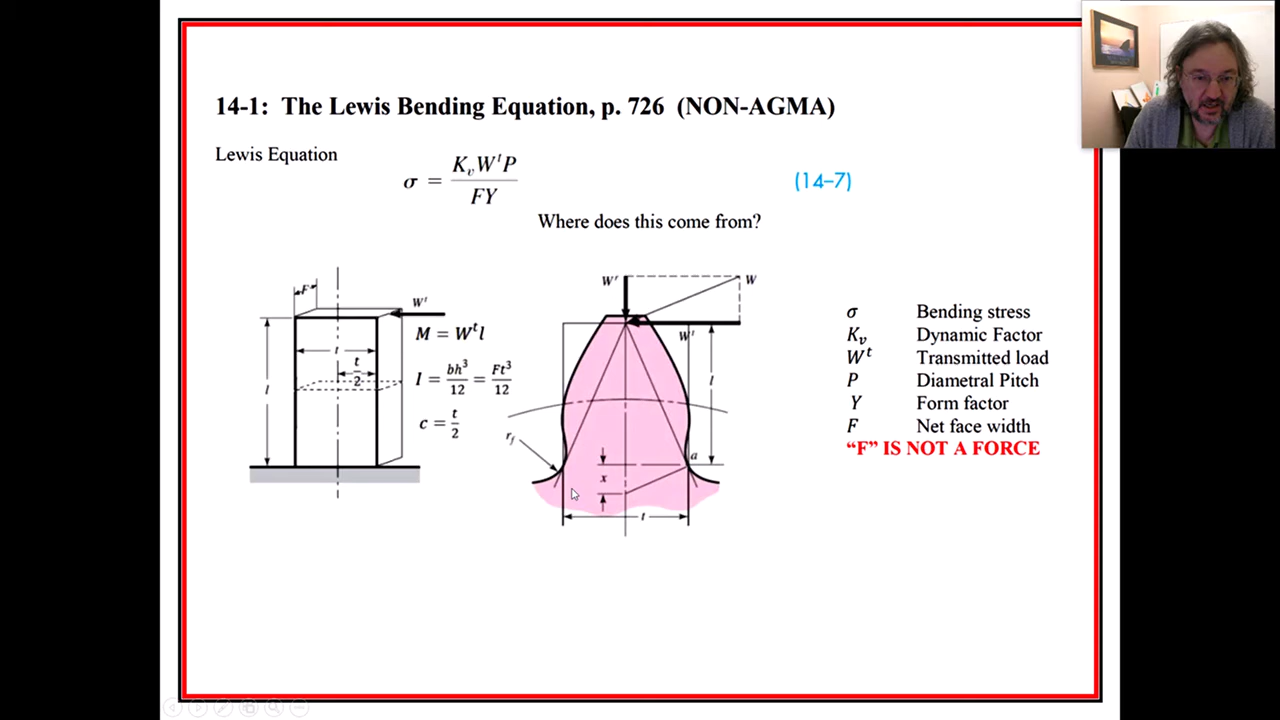 14-1: The Lewis Bending Equation, p. 726 (NON-AGMA)
Lewis Equation
σ = KᵥWᵗP / FY
(14–7)
Where does this come from?
F
Wᵗ
t
t/2
l
M = Wᵗl
I = bh³/12 = Ft³/12
c = t/2
Wʳ
W
Wᵗ
l
r_f
a
x
t
σ Bending stress
Kᵥ Dynamic Factor
Wᵗ Transmitted load
P Diametral Pitch
Y Form factor
F Net face width
“F” IS NOT A FORCE